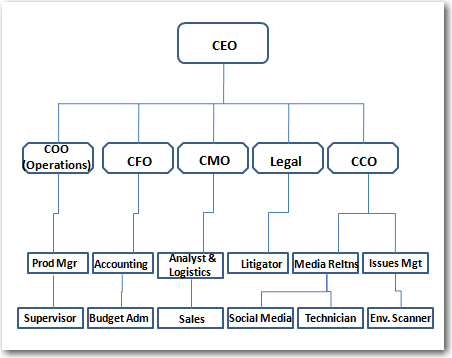 CEO
COO
(Operations)
CFO
CMO
Legal
CCO
Prod Mgr
Accounting
Analyst &
Logistics
Litigator
Media Reltns
Issues Mgt
Supervisor
Budget Adm
Sales
Social Media
Technician
Env. Scanner